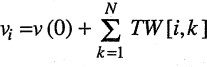 v_i = v(0) + \sum_{k=1}^{N} TW[i,k]